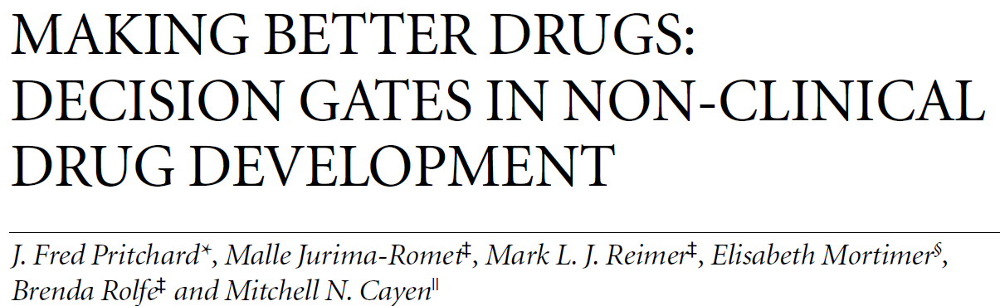 MAKING BETTER DRUGS:
DECISION GATES IN NON-CLINICAL
DRUG DEVELOPMENT
J. Fred Pritchard*, Malle Jurima-Romet‡, Mark L. J. Reimer‡, Elisabeth Mortimer§,
Brenda Rolfe‡ and Mitchell N. Cayen||